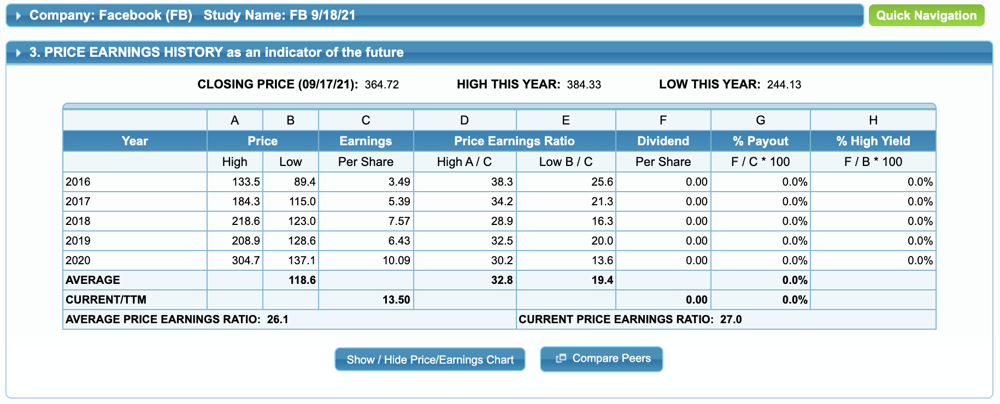 Company: Facebook (FB) Study Name: FB 9/18/21
Quick Navigation
3. PRICE EARNINGS HISTORY as an indicator of the future
CLOSING PRICE (09/17/21): 364.72 HIGH THIS YEAR: 384.33 LOW THIS YEAR: 244.13
A B C D E F G H
Year Price Earnings Price Earnings Ratio Dividend % Payout % High Yield
High Low Per Share High A / C Low B / C Per Share F / C * 100 F / B * 100
2016 133.5 89.4 3.49 38.3 25.6 0.00 0.0% 0.0%
2017 184.3 115.0 5.39 34.2 21.3 0.00 0.0% 0.0%
2018 218.6 123.0 7.57 28.9 16.3 0.00 0.0% 0.0%
2019 208.9 128.6 6.43 32.5 20.0 0.00 0.0% 0.0%
2020 304.7 137.1 10.09 30.2 13.6 0.00 0.0% 0.0%
AVERAGE 118.6 32.8 19.4 0.0%
CURRENT/TTM 13.50 0.00 0.0%
AVERAGE PRICE EARNINGS RATIO: 26.1 CURRENT PRICE EARNINGS RATIO: 27.0
Show / Hide Price/Earnings Chart Compare Peers